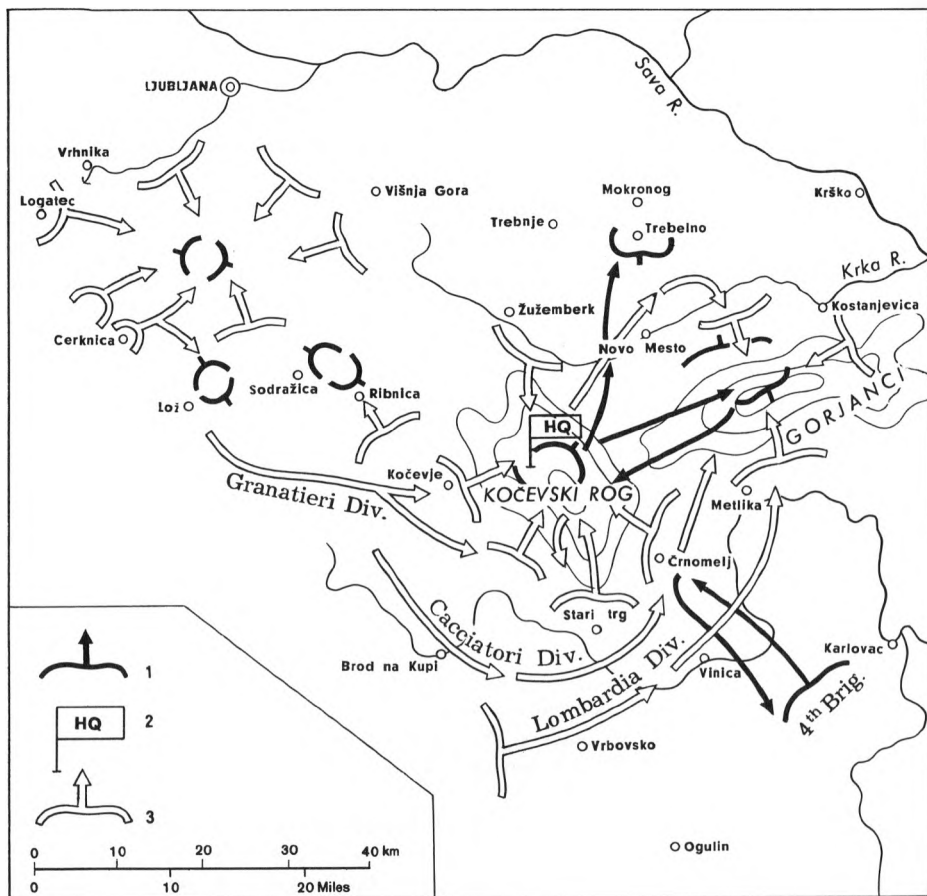 LJUBLJANA
Sava R.
Vrhnika
Logatec
Višnja Gora
Mokronog
Krško
Trebnje
Trebelno
Krka R.
Cerknica
Žužemberk
Kostanjevica
Novo Mesto
Lož
Sodražica
Ribnica
GORJANCI
HQ
Kočevje
KOČEVSKI ROG
Granatieri Div.
Metlika
Črnomelj
Stari trg
Cacciatori Div.
Brod na Kupi
Lombardia Div.
Vinica
Karlovac
4th Brig.
Vrbovsko
Ogulin
1
HQ 2
3
0 10 20 30 40 km
0 10 20 Miles